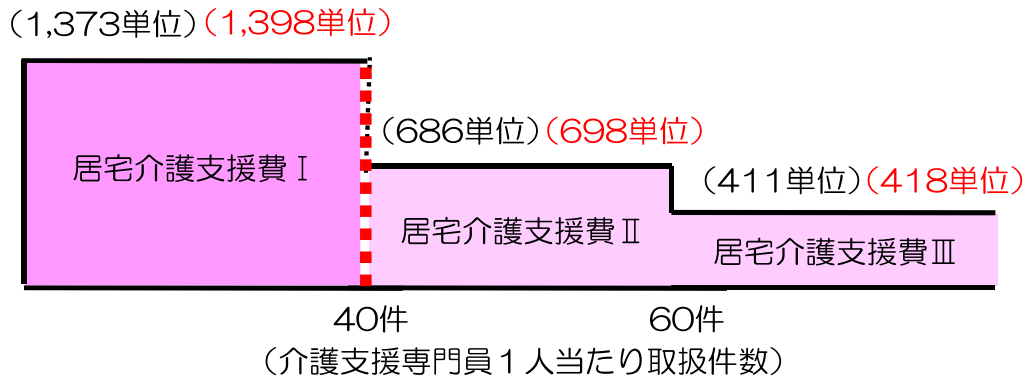 （1,373単位）（1,398単位）
（686単位）（698単位）
（411単位）（418単位）
居宅介護支援費Ⅰ
居宅介護支援費Ⅱ
居宅介護支援費Ⅲ
40件
60件
（介護支援専門員１人当たり取扱件数）